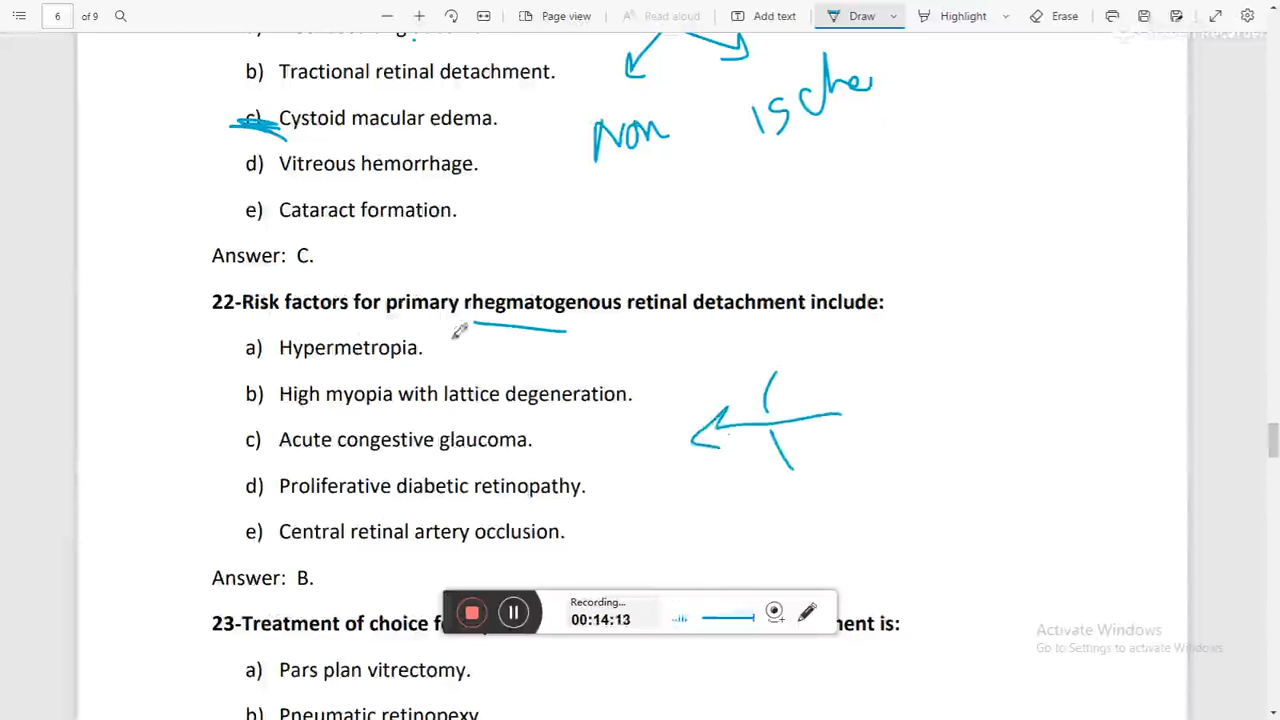 6 of 9 Page view Read aloud Add text Draw Highlight Erase
b) Tractional retinal detachment.
c) Cystoid macular edema.
Non ische
d) Vitreous hemorrhage.
e) Cataract formation.
Answer: C.
22-Risk factors for primary rhegmatogenous retinal detachment include:
a) Hypermetropia.
b) High myopia with lattice degeneration.
c) Acute congestive glaucoma.
d) Proliferative diabetic retinopathy.
e) Central retinal artery occlusion.
Answer: B.
Recording...
00:14:13
23-Treatment of choice ment is:
Activate Windows
Go to Settings to activate Windows.
a) Pars plan vitrectomy.
b) Pneumatic retinopexy